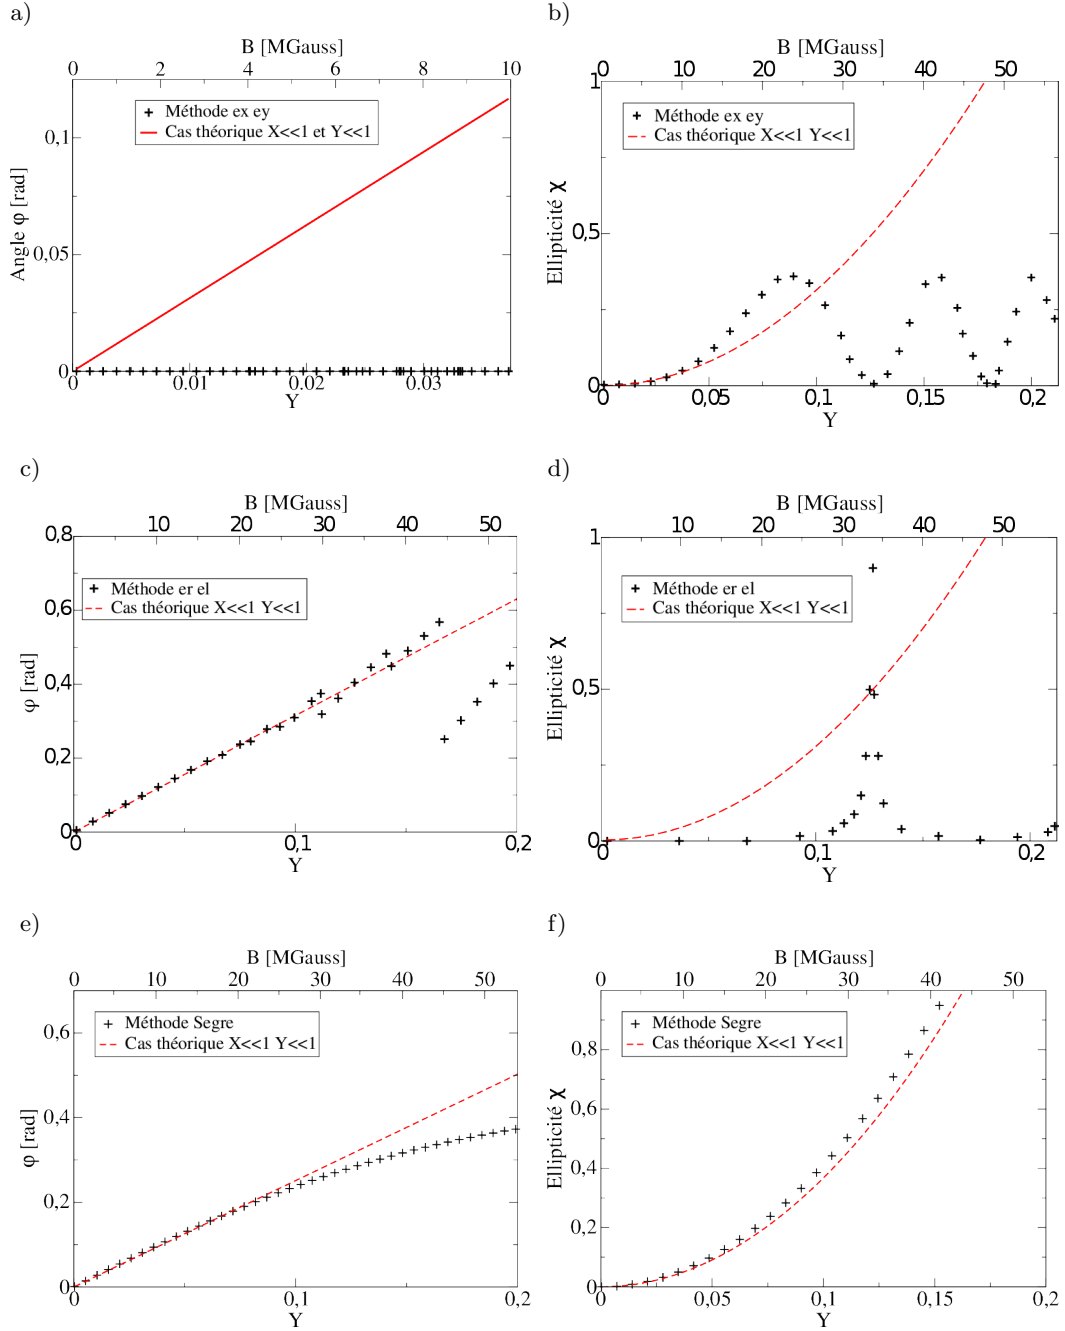 a)
B [MGauss]
0 2 4 6 8 10
Méthode ex ey
Cas théorique X<<1 et Y<<1
0,1
0,05
0
Angle φ [rad]
0 0.01 0.02 0.03
Y
b)
B [MGauss]
0 10 20 30 40 50
Méthode ex ey
Cas théorique X<<1 Y<<1
1
0,5
0
Ellipticité χ
0 0,05 0,1 0,15 0,2
Y
c)
B [MGauss]
10 20 30 40 50
Méthode er el
Cas théorique X<<1 Y<<1
0,8
0,6
0,4
0,2
0
φ [rad]
0 0,1 0,2
Y
d)
B [MGauss]
10 20 30 40 50
Méthode er el
Cas théorique X<<1 Y<<1
1
0,5
0
Ellipticité χ
0 0,1 0,2
Y
e)
B [MGauss]
0 10 20 30 40 50
Méthode Segre
Cas théorique X<<1 Y<<1
0,6
0,4
0,2
0
φ [rad]
0 0,1 0,2
Y
f)
B [MGauss]
0 10 20 30 40 50
Méthode Segre
Cas théorique X<<1 Y<<1
0,8
0,6
0,4
0,2
0
Ellipticité χ
0 0,05 0,1 0,15 0,2
Y